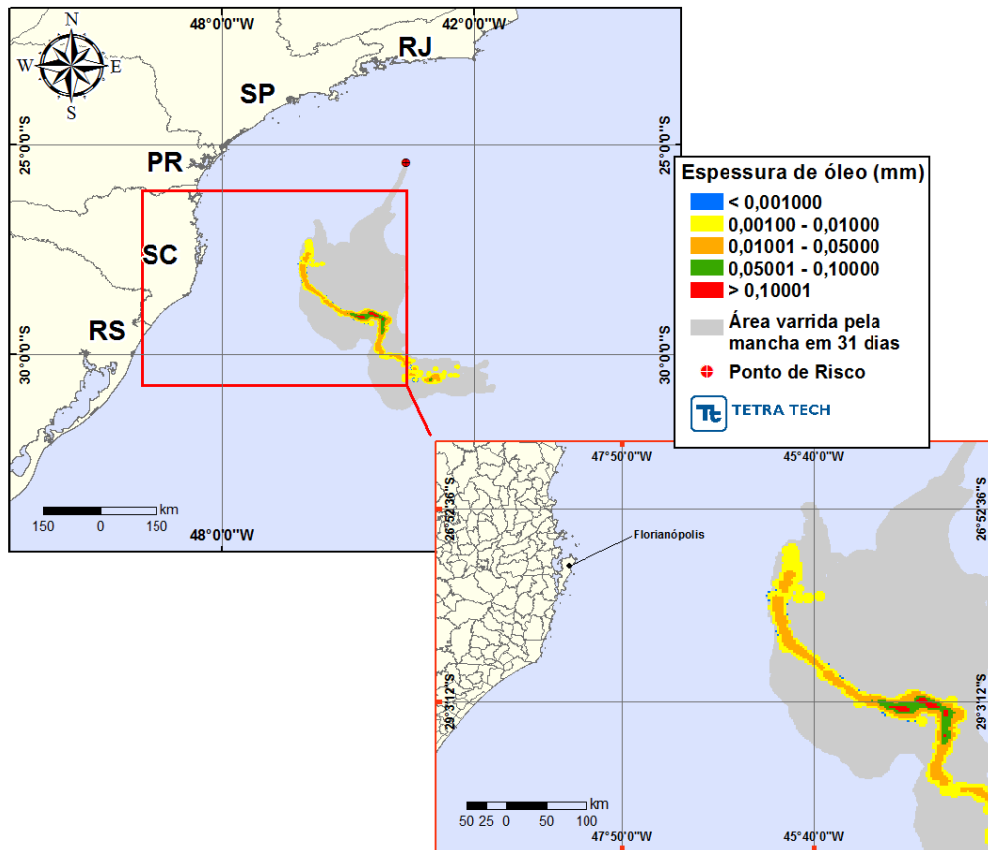 48°0'0"W
42°0'0"W
N
W
E
S
RJ
SP
PR
SC
RS
25°0'0"S
25°0'0"S
30°0'0"S
30°0'0"S
150
0
150
km
48°0'0"W
Espessura de óleo (mm)
< 0,001000
0,00100 - 0,01000
0,01001 - 0,05000
0,05001 - 0,10000
> 0,10001
Área varrida pela
mancha em 31 dias
Ponto de Risco
Tt TETRA TECH
47°50'0"W
45°40'0"W
26°52'36"S
26°52'36"S
Florianópolis
29°3'12"S
29°3'12"S
km
50 25 0 50 100
47°50'0"W
45°40'0"W